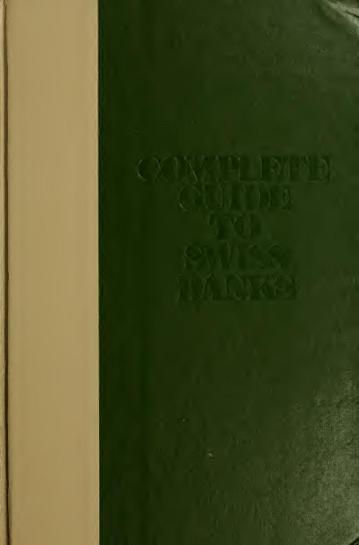 COMPLETE
GUIDE
TO
SWISS
BANKS